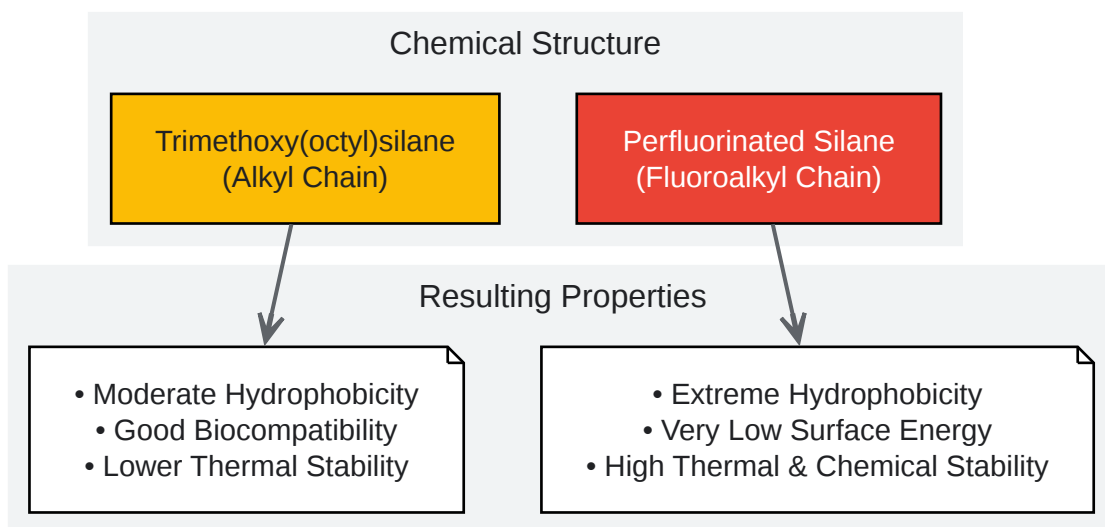 Chemical Structure
Trimethoxy(octyl)silane
(Alkyl Chain)
Perfluorinated Silane
(Fluoroalkyl Chain)
Resulting Properties
• Moderate Hydrophobicity
• Good Biocompatibility
• Lower Thermal Stability
• Extreme Hydrophobicity
• Very Low Surface Energy
• High Thermal & Chemical Stability